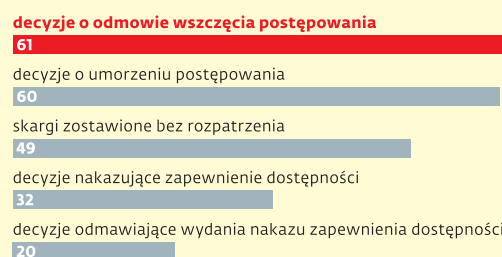 decyzje o odmowie wszczęcia postępowania
61
decyzje o umorzeniu postępowania
60
skargi zostawione bez rozpatrzenia
49
decyzje nakazujące zapewnienie dostępności
32
decyzje odmawiające wydania nakazu zapewnienia dostępności
20